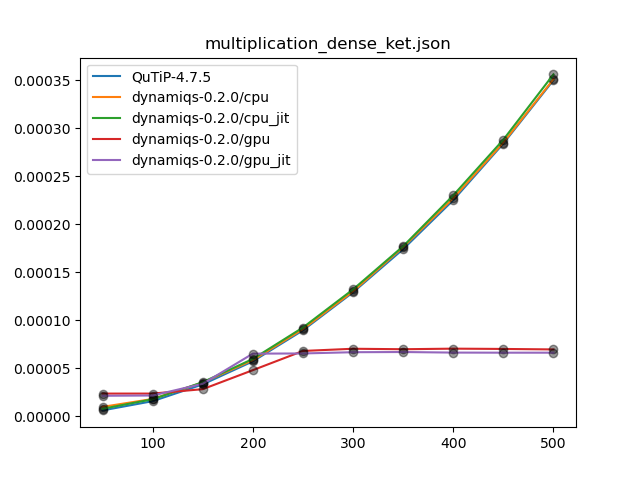 multiplication_dense_ket.json
QuTiP-4.7.5
dynamiqs-0.2.0/cpu
dynamiqs-0.2.0/cpu_jit
dynamiqs-0.2.0/gpu
dynamiqs-0.2.0/gpu_jit
0.00035
0.00030
0.00025
0.00020
0.00015
0.00010
0.00005
0.00000
100 200 300 400 500